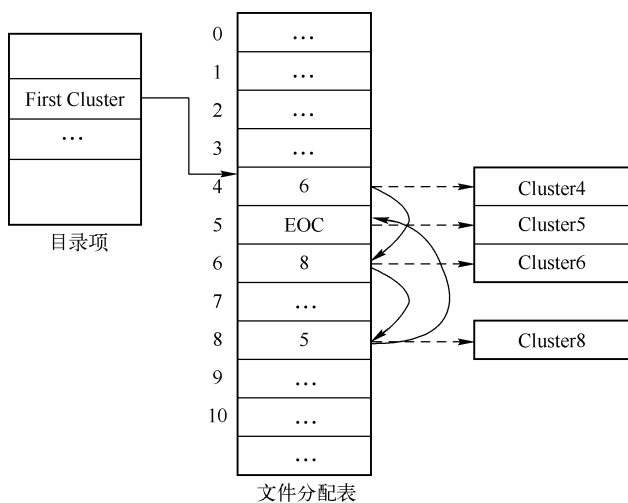 First Cluster
…
目录项
0 …
1 …
2 …
3 …
4 6
5 EOC
6 8
7 …
8 5
9 …
10 …
…
文件分配表
Cluster4
Cluster5
Cluster6
Cluster8